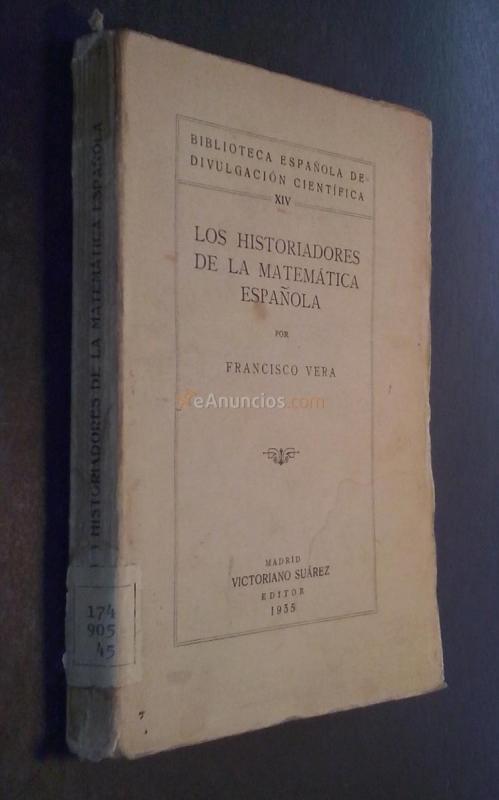 BIBLIOTECA ESPAÑOLA DE
DIVULGACIÓN CIENTÍFICA
XIV
LOS HISTORIADORES
DE LA MATEMÁTICA
ESPAÑOLA
POR
FRANCISCO VERA
eAnuncios.com
MADRID
VICTORIANO SUÁREZ
EDITOR
1935
HISTORIADORES DE LA MATEMÁTICA ESPAÑOLA
174
905
45
7